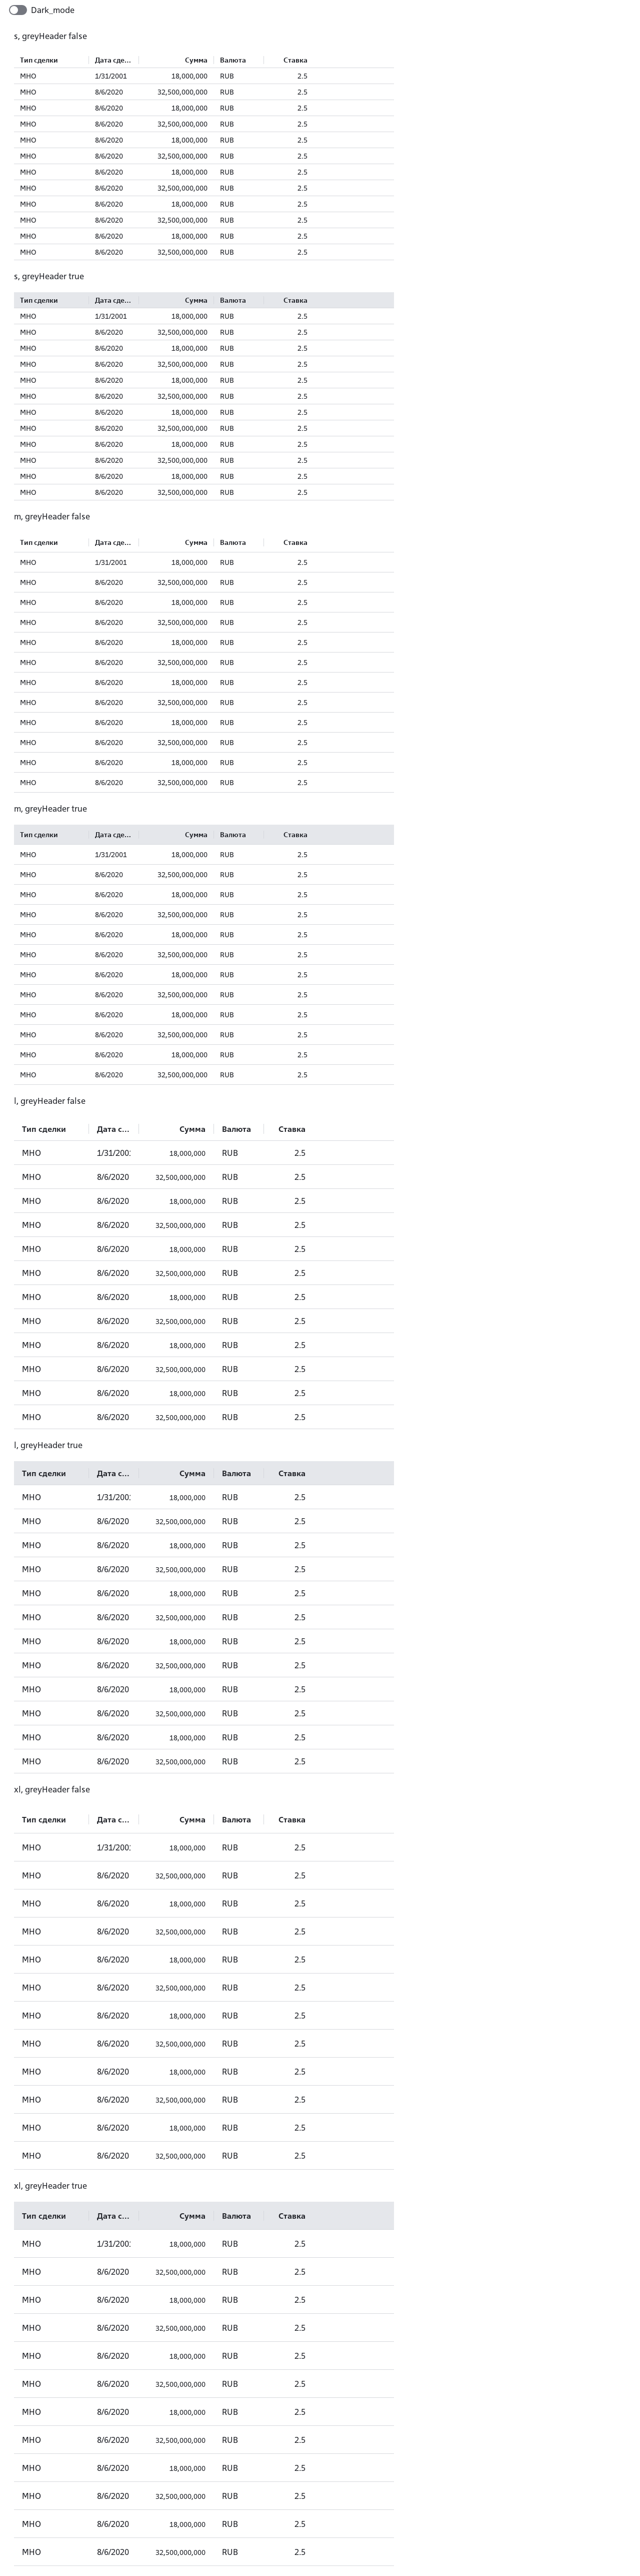 Dark_mode
s, greyHeader false
Тип сделки Дата сде... Сумма Валюта Ставка
МНО 1/31/2001 18,000,000 RUB 2.5
МНО 8/6/2020 32,500,000,000 RUB 2.5
МНО 8/6/2020 18,000,000 RUB 2.5
МНО 8/6/2020 32,500,000,000 RUB 2.5
МНО 8/6/2020 18,000,000 RUB 2.5
МНО 8/6/2020 32,500,000,000 RUB 2.5
МНО 8/6/2020 18,000,000 RUB 2.5
МНО 8/6/2020 32,500,000,000 RUB 2.5
МНО 8/6/2020 18,000,000 RUB 2.5
МНО 8/6/2020 32,500,000,000 RUB 2.5
МНО 8/6/2020 18,000,000 RUB 2.5
МНО 8/6/2020 32,500,000,000 RUB 2.5
s, greyHeader true
Тип сделки Дата сде... Сумма Валюта Ставка
МНО 1/31/2001 18,000,000 RUB 2.5
МНО 8/6/2020 32,500,000,000 RUB 2.5
МНО 8/6/2020 18,000,000 RUB 2.5
МНО 8/6/2020 32,500,000,000 RUB 2.5
МНО 8/6/2020 18,000,000 RUB 2.5
МНО 8/6/2020 32,500,000,000 RUB 2.5
МНО 8/6/2020 18,000,000 RUB 2.5
МНО 8/6/2020 32,500,000,000 RUB 2.5
МНО 8/6/2020 18,000,000 RUB 2.5
МНО 8/6/2020 32,500,000,000 RUB 2.5
МНО 8/6/2020 18,000,000 RUB 2.5
МНО 8/6/2020 32,500,000,000 RUB 2.5
m, greyHeader false
Тип сделки Дата сде... Сумма Валюта Ставка
МНО 1/31/2001 18,000,000 RUB 2.5
МНО 8/6/2020 32,500,000,000 RUB 2.5
МНО 8/6/2020 18,000,000 RUB 2.5
МНО 8/6/2020 32,500,000,000 RUB 2.5
МНО 8/6/2020 18,000,000 RUB 2.5
МНО 8/6/2020 32,500,000,000 RUB 2.5
МНО 8/6/2020 18,000,000 RUB 2.5
МНО 8/6/2020 32,500,000,000 RUB 2.5
МНО 8/6/2020 18,000,000 RUB 2.5
МНО 8/6/2020 32,500,000,000 RUB 2.5
МНО 8/6/2020 18,000,000 RUB 2.5
МНО 8/6/2020 32,500,000,000 RUB 2.5
m, greyHeader true
Тип сделки Дата сде... Сумма Валюта Ставка
МНО 1/31/2001 18,000,000 RUB 2.5
МНО 8/6/2020 32,500,000,000 RUB 2.5
МНО 8/6/2020 18,000,000 RUB 2.5
МНО 8/6/2020 32,500,000,000 RUB 2.5
МНО 8/6/2020 18,000,000 RUB 2.5
МНО 8/6/2020 32,500,000,000 RUB 2.5
МНО 8/6/2020 18,000,000 RUB 2.5
МНО 8/6/2020 32,500,000,000 RUB 2.5
МНО 8/6/2020 18,000,000 RUB 2.5
МНО 8/6/2020 32,500,000,000 RUB 2.5
МНО 8/6/2020 18,000,000 RUB 2.5
МНО 8/6/2020 32,500,000,000 RUB 2.5
l, greyHeader false
Тип сделки Дата с... Сумма Валюта Ставка
МНО 1/31/200 18,000,000 RUB 2.5
МНО 8/6/2020 32,500,000,000 RUB 2.5
МНО 8/6/2020 18,000,000 RUB 2.5
МНО 8/6/2020 32,500,000,000 RUB 2.5
МНО 8/6/2020 18,000,000 RUB 2.5
МНО 8/6/2020 32,500,000,000 RUB 2.5
МНО 8/6/2020 18,000,000 RUB 2.5
МНО 8/6/2020 32,500,000,000 RUB 2.5
МНО 8/6/2020 18,000,000 RUB 2.5
МНО 8/6/2020 32,500,000,000 RUB 2.5
МНО 8/6/2020 18,000,000 RUB 2.5
МНО 8/6/2020 32,500,000,000 RUB 2.5
l, greyHeader true
Тип сделки Дата с... Сумма Валюта Ставка
МНО 1/31/200 18,000,000 RUB 2.5
МНО 8/6/2020 32,500,000,000 RUB 2.5
МНО 8/6/2020 18,000,000 RUB 2.5
МНО 8/6/2020 32,500,000,000 RUB 2.5
МНО 8/6/2020 18,000,000 RUB 2.5
МНО 8/6/2020 32,500,000,000 RUB 2.5
МНО 8/6/2020 18,000,000 RUB 2.5
МНО 8/6/2020 32,500,000,000 RUB 2.5
МНО 8/6/2020 18,000,000 RUB 2.5
МНО 8/6/2020 32,500,000,000 RUB 2.5
МНО 8/6/2020 18,000,000 RUB 2.5
МНО 8/6/2020 32,500,000,000 RUB 2.5
xl, greyHeader false
Тип сделки Дата с... Сумма Валюта Ставка
МНО 1/31/200 18,000,000 RUB 2.5
МНО 8/6/2020 32,500,000,000 RUB 2.5
МНО 8/6/2020 18,000,000 RUB 2.5
МНО 8/6/2020 32,500,000,000 RUB 2.5
МНО 8/6/2020 18,000,000 RUB 2.5
МНО 8/6/2020 32,500,000,000 RUB 2.5
МНО 8/6/2020 18,000,000 RUB 2.5
МНО 8/6/2020 32,500,000,000 RUB 2.5
МНО 8/6/2020 18,000,000 RUB 2.5
МНО 8/6/2020 32,500,000,000 RUB 2.5
МНО 8/6/2020 18,000,000 RUB 2.5
МНО 8/6/2020 32,500,000,000 RUB 2.5
xl, greyHeader true
Тип сделки Дата с... Сумма Валюта Ставка
МНО 1/31/200 18,000,000 RUB 2.5
МНО 8/6/2020 32,500,000,000 RUB 2.5
МНО 8/6/2020 18,000,000 RUB 2.5
МНО 8/6/2020 32,500,000,000 RUB 2.5
МНО 8/6/2020 18,000,000 RUB 2.5
МНО 8/6/2020 32,500,000,000 RUB 2.5
МНО 8/6/2020 18,000,000 RUB 2.5
МНО 8/6/2020 32,500,000,000 RUB 2.5
МНО 8/6/2020 18,000,000 RUB 2.5
МНО 8/6/2020 32,500,000,000 RUB 2.5
МНО 8/6/2020 18,000,000 RUB 2.5
МНО 8/6/2020 32,500,000,000 RUB 2.5